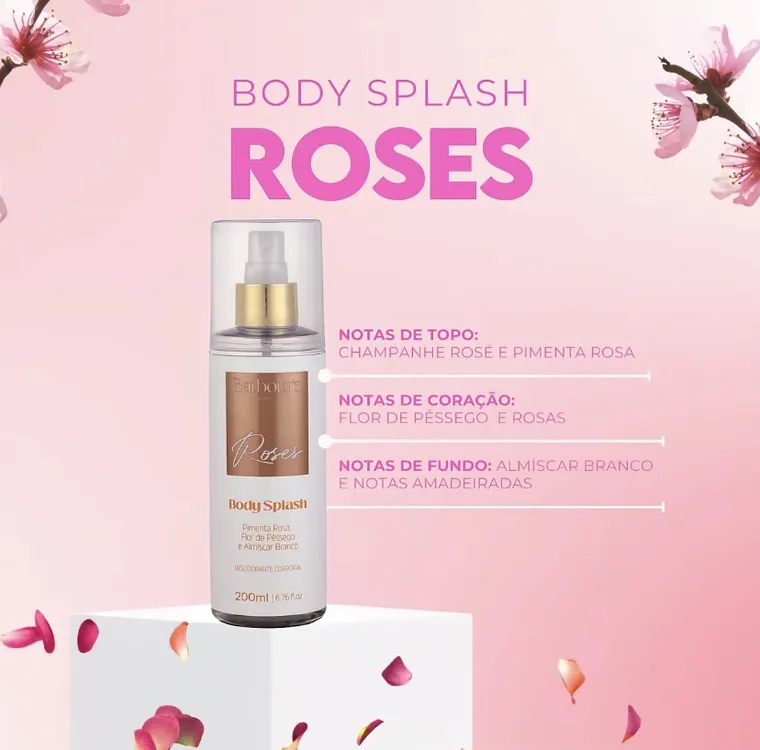 BODY SPLASH
ROSES
NOTAS DE TOPO:
CHAMPANHE ROSÉ E PIMENTA ROSA
NOTAS DE CORAÇÃO:
FLOR DE PÊSSEGO E ROSAS
NOTAS DE FUNDO: ALMÍSCAR BRANCO
E NOTAS AMADEIRADAS
Barbour's
Roses
Body Splash
Pimenta Rosa,
Flor de Pêssego
e Almíscar Branco
DESODORANTE CORPORAL
200ml | 6.76 fl.oz